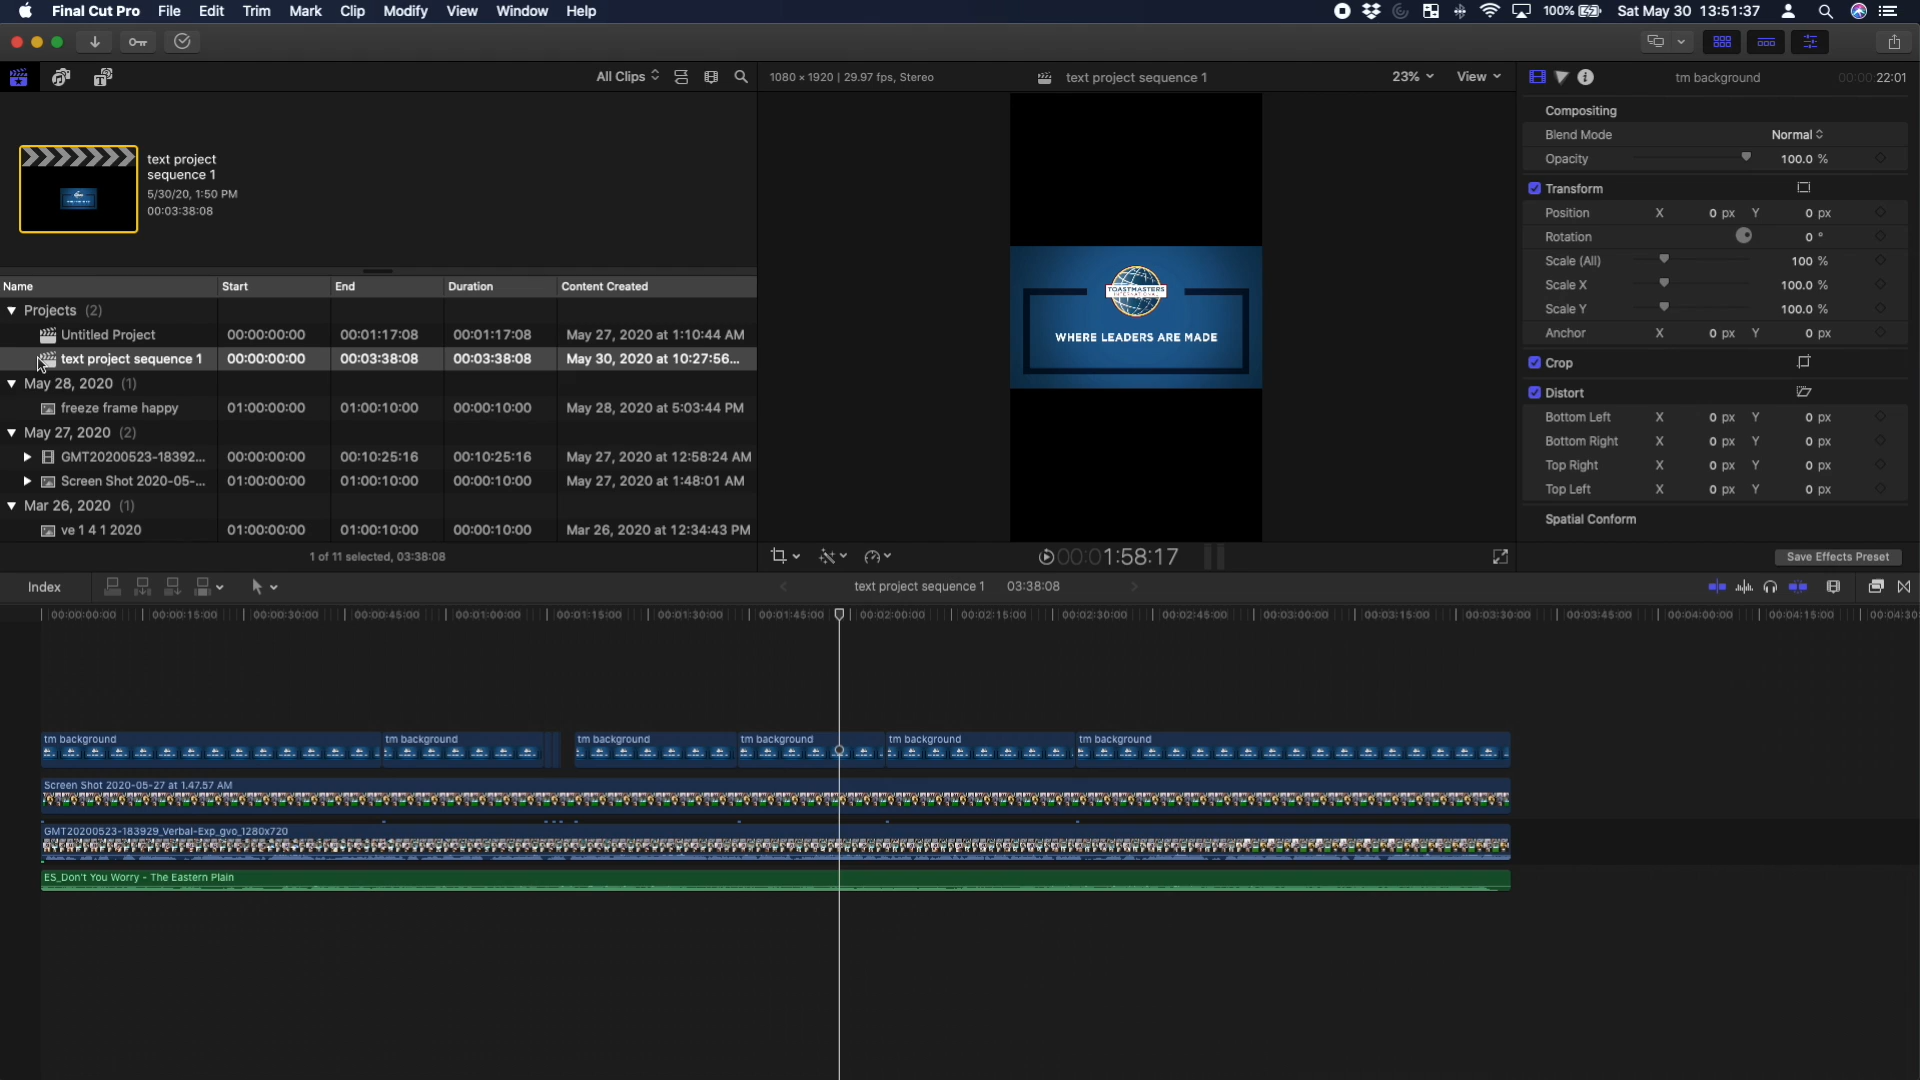 Final Cut Pro File Edit Trim Mark Clip Modify View Window Help 100% Sat May 30 13:51:37
All Clips 1080 × 1920 | 29.97 fps, Stereo text project sequence 1 23% View tm background 00:00:22:01
text project
sequence 1
5/30/20, 1:50 PM
00:03:38:08
Name Start End Duration Content Created
Projects (2)
Untitled Project 00:00:00:00 00:01:17:08 00:01:17:08 May 27, 2020 at 1:10:44 AM
text project sequence 1 00:00:00:00 00:03:38:08 00:03:38:08 May 30, 2020 at 10:27:56...
May 28, 2020 (1)
freeze frame happy 01:00:00:00 01:00:10:00 00:00:10:00 May 28, 2020 at 5:03:44 PM
May 27, 2020 (2)
GMT20200523-18392... 00:00:00:00 00:10:25:16 00:10:25:16 May 27, 2020 at 12:58:24 AM
Screen Shot 2020-05-... 01:00:00:00 01:00:10:00 00:00:10:00 May 27, 2020 at 1:48:01 AM
Mar 26, 2020 (1)
ve 1 4 1 2020 01:00:00:00 01:00:10:00 00:00:10:00 Mar 26, 2020 at 12:34:43 PM
1 of 11 selected, 03:38:08
TOASTMASTERS
INTERNATIONAL
WHERE LEADERS ARE MADE
00:00:1:58:17
Compositing
Blend Mode Normal
Opacity 100.0 %
Transform
Position X 0 px Y 0 px
Rotation 0 °
Scale (All) 100 %
Scale X 100.0 %
Scale Y 100.0 %
Anchor X 0 px Y 0 px
Crop
Distort
Bottom Left X 0 px Y 0 px
Bottom Right X 0 px Y 0 px
Top Right X 0 px Y 0 px
Top Left X 0 px Y 0 px
Spatial Conform
Save Effects Preset
Index text project sequence 1 03:38:08
00:00:00:00 00:00:15:00 00:00:30:00 00:00:45:00 00:01:00:00 00:01:15:00 00:01:30:00 00:01:45:00 00:02:00:00 00:02:15:00 00:02:30:00 00:02:45:00 00:03:00:00 00:03:15:00 00:03:30:00 00:03:45:00 00:04:00:00 00:04:15:00 00:04:30
tm background tm background tm background tm background tm background tm background
Screen Shot 2020-05-27 at 1.47.57 AM
GMT20200523-183929_Verbal-Exp_gvo_1280x720
ES_Don't You Worry - The Eastern Plain